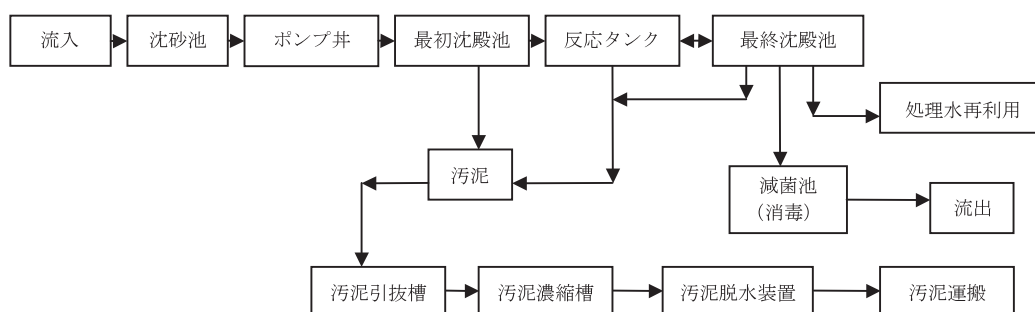 流入
沈砂池
ポンプ井
最初沈殿池
反応タンク
最終沈殿池
処理水再利用
汚泥
減菌池
（消毒）
流出
汚泥引抜槽
汚泥濃縮槽
汚泥脱水装置
汚泥運搬